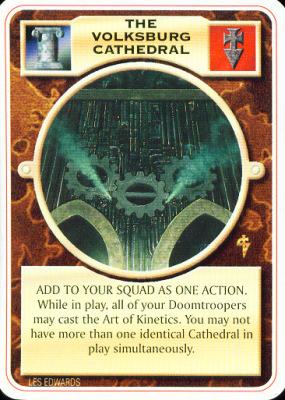 THE
VOLKSBURG
CATHEDRAL
ADD TO YOUR SQUAD AS ONE ACTION.
While in play, all of your Doomtroopers
may cast the Art of Kinetics. You may not
have more than one identical Cathedral in
play simultaneously.
LES EDWARDS